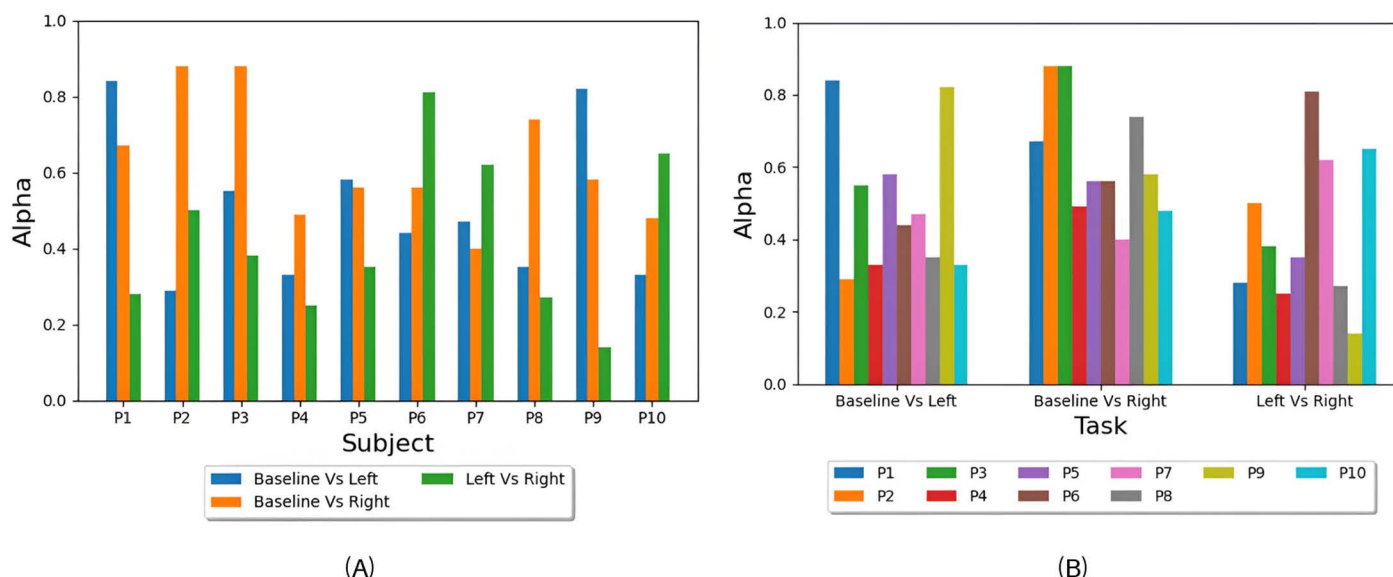 1.0
0.8
0.6
0.4
0.2
0.0
Alpha
P1 P2 P3 P4 P5 P6 P7 P8 P9 P10
Subject
Baseline Vs Left Left Vs Right
Baseline Vs Right
(A)
1.0
0.8
0.6
0.4
0.2
0.0
Alpha
Baseline Vs Left Baseline Vs Right Left Vs Right
Task
P1 P3 P5 P7 P9 P10
P2 P4 P6 P8
(B)